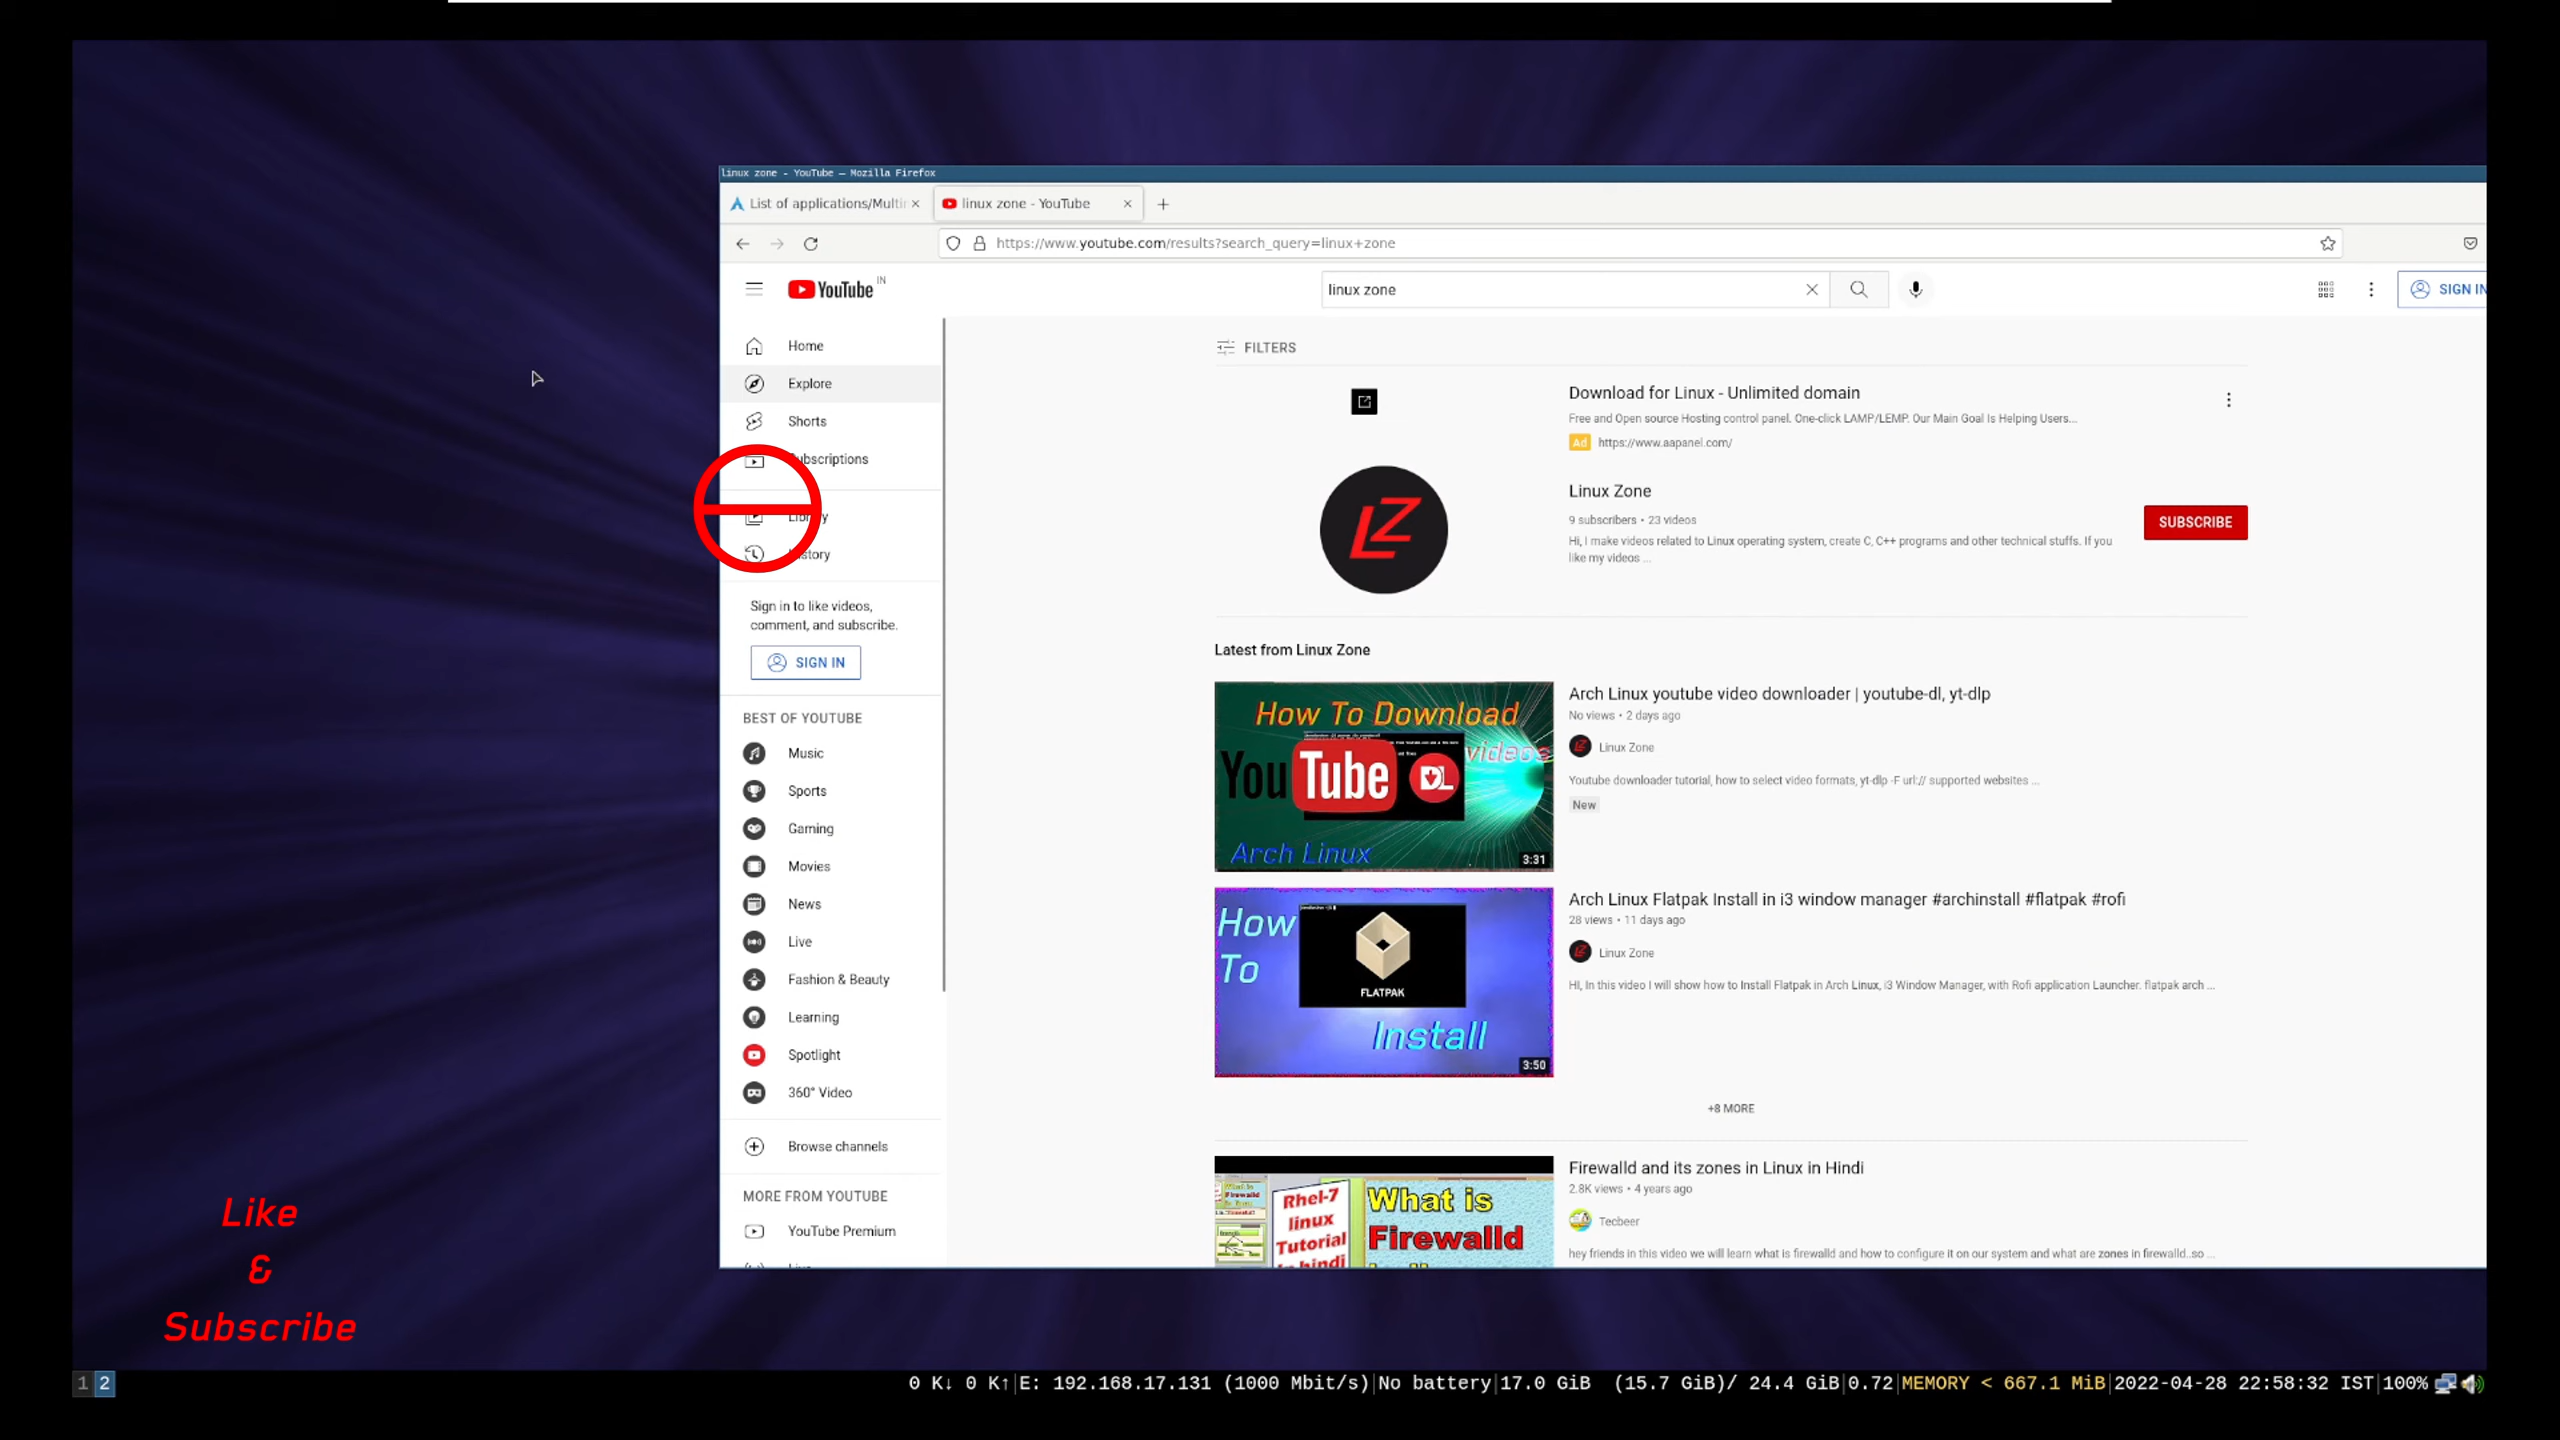 linux zone - YouTube — Mozilla Firefox
List of applications/Multim
linux zone - YouTube
https://www.youtube.com/results?search_query=linux+zone
YouTube IN
linux zone
SIGN IN
Home
Explore
Shorts
Subscriptions
Library
History
Sign in to like videos,
comment, and subscribe.
SIGN IN
BEST OF YOUTUBE
Music
Sports
Gaming
Movies
News
Live
Fashion & Beauty
Learning
Spotlight
360° Video
Browse channels
MORE FROM YOUTUBE
YouTube Premium
Live
FILTERS
Download for Linux - Unlimited domain
Free and Open source Hosting control panel. One-click LAMP/LEMP. Our Main Goal Is Helping Users...
Ad https://www.aapanel.com/
LZ
Linux Zone
9 subscribers • 23 videos
Hi, I make videos related to Linux operating system, create C, C++ programs and other technical stuffs. If you
like my videos ...
SUBSCRIBE
Latest from Linux Zone
How To Download
videos
YouTube DL
Arch Linux
3:31
Arch Linux youtube video downloader | youtube-dl, yt-dlp
No views • 2 days ago
Linux Zone
Youtube downloader tutorial, how to select video formats, yt-dlp -F url:// supported websites ...
New
How
To
FLATPAK
Install
3:50
Arch Linux Flatpak Install in i3 window manager #archinstall #flatpak #rofi
28 views • 11 days ago
Linux Zone
HI, In this video I will show how to Install Flatpak in Arch Linux, i3 Window Manager, with Rofi application Launcher. flatpak arch ...
+8 MORE
Rhel-7
linux
Tutorial
In hindi
What is
Firewalld
Firewalld and its zones in Linux in Hindi
2.8K views • 4 years ago
Tecbeer
hey friends in this video we will learn what is firewalld and how to configure it on our system and what are zones in firewalld..so ...
Like
&
Subscribe
1 2
0 K↓ 0 K↑|E: 192.168.17.131 (1000 Mbit/s)|No battery|17.0 GiB (15.7 GiB)/ 24.4 GiB|0.72|MEMORY < 667.1 MiB|2022-04-28 22:58:32 IST|100%